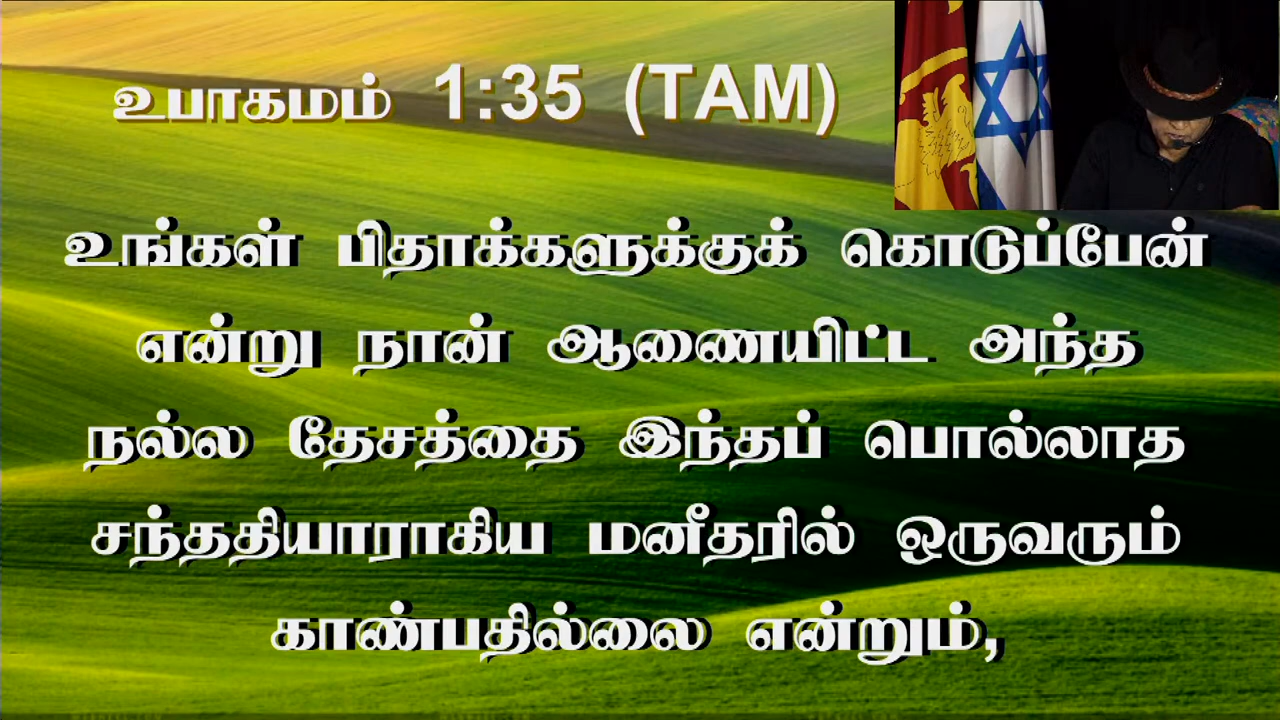 உபாகமம் 1:35 (TAM)
உங்கள் பிதாக்களுக்குக் கொடுப்பேன்
என்று நான் ஆணையிட்ட அந்த
நல்ல தேசத்தை இந்தப் பொல்லாத
சந்ததியாராகிய மனீதரில் ஒருவரும்
காண்பதில்லை என்றும்,